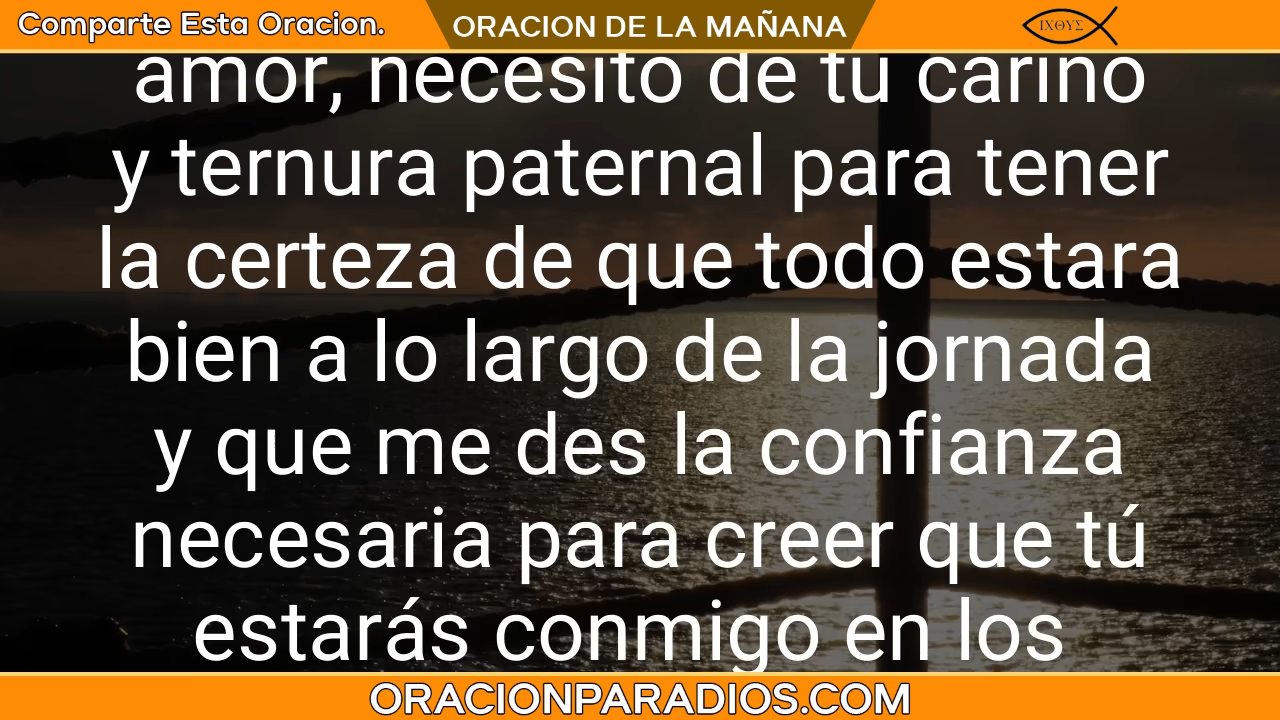 Comparte Esta Oracion.
ORACION DE LA MAÑANA
ΙΧΘΥΣ
amor, necesito de tu cariño
y ternura paternal para tener
la certeza de que todo estara
bien a lo largo de la jornada
y que me des la confianza
necesaria para creer que tú
estarás conmigo en los
ORACIONPARADIOS.COM